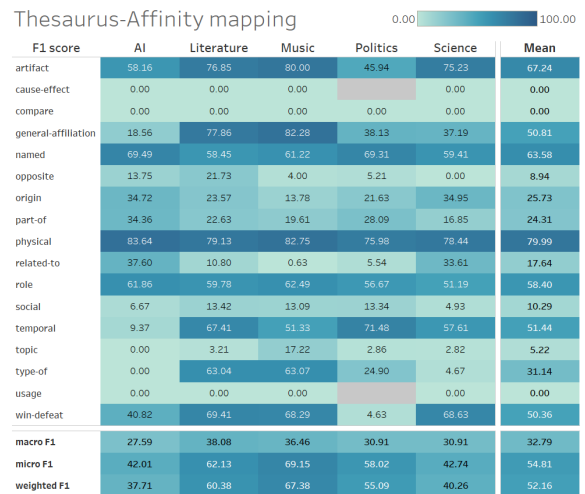 Thesaurus-Affinity mapping 0.00 100.00
F1 score AI Literature Music Politics Science Mean
artifact 58.16 76.85 80.00 45.94 75.23 67.24
cause-effect 0.00 0.00 0.00 0.00 0.00
compare 0.00 0.00 0.00 0.00 0.00 0.00
general-affiliation 18.56 77.86 82.28 38.13 37.19 50.81
named 69.49 58.45 61.22 69.31 59.41 63.58
opposite 13.75 21.73 4.00 5.21 0.00 8.94
origin 34.72 23.57 13.78 21.63 34.95 25.73
part-of 34.36 22.63 19.61 28.09 16.85 24.31
physical 83.64 79.13 82.75 75.98 78.44 79.99
related-to 37.60 10.80 0.63 5.54 33.61 17.64
role 61.86 59.78 62.49 56.67 51.19 58.40
social 6.67 13.42 13.09 13.34 4.93 10.29
temporal 9.37 67.41 51.33 71.48 57.61 51.44
topic 0.00 3.21 17.22 2.86 2.82 5.22
type-of 0.00 63.04 63.07 24.90 4.67 31.14
usage 0.00 0.00 0.00 0.00 0.00
win-defeat 40.82 69.41 68.29 4.63 68.63 50.36
macro F1 27.59 38.08 36.46 30.91 30.91 32.79
micro F1 42.01 62.13 69.15 58.02 42.74 54.81
weighted F1 37.71 60.38 67.38 55.09 40.26 52.16